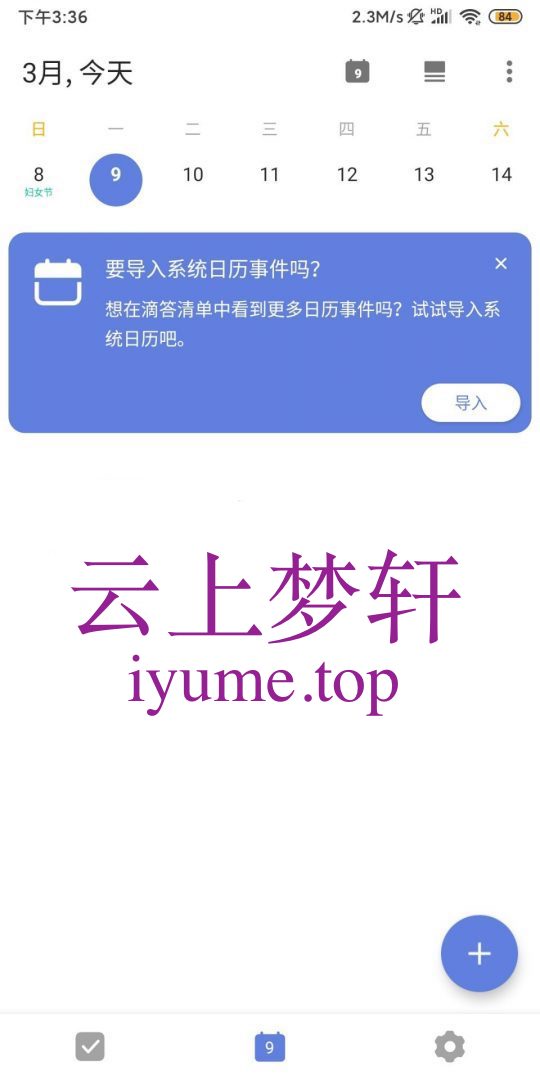 下午3:36
2.3M/s HD 84
3月, 今天
9
日 一 二 三 四 五 六
8 9 10 11 12 13 14
妇女节
要导入系统日历事件吗？
想在滴答清单中看到更多日历事件吗？试试导入系
统日历吧。
导入
云上梦轩
iyume.top
9